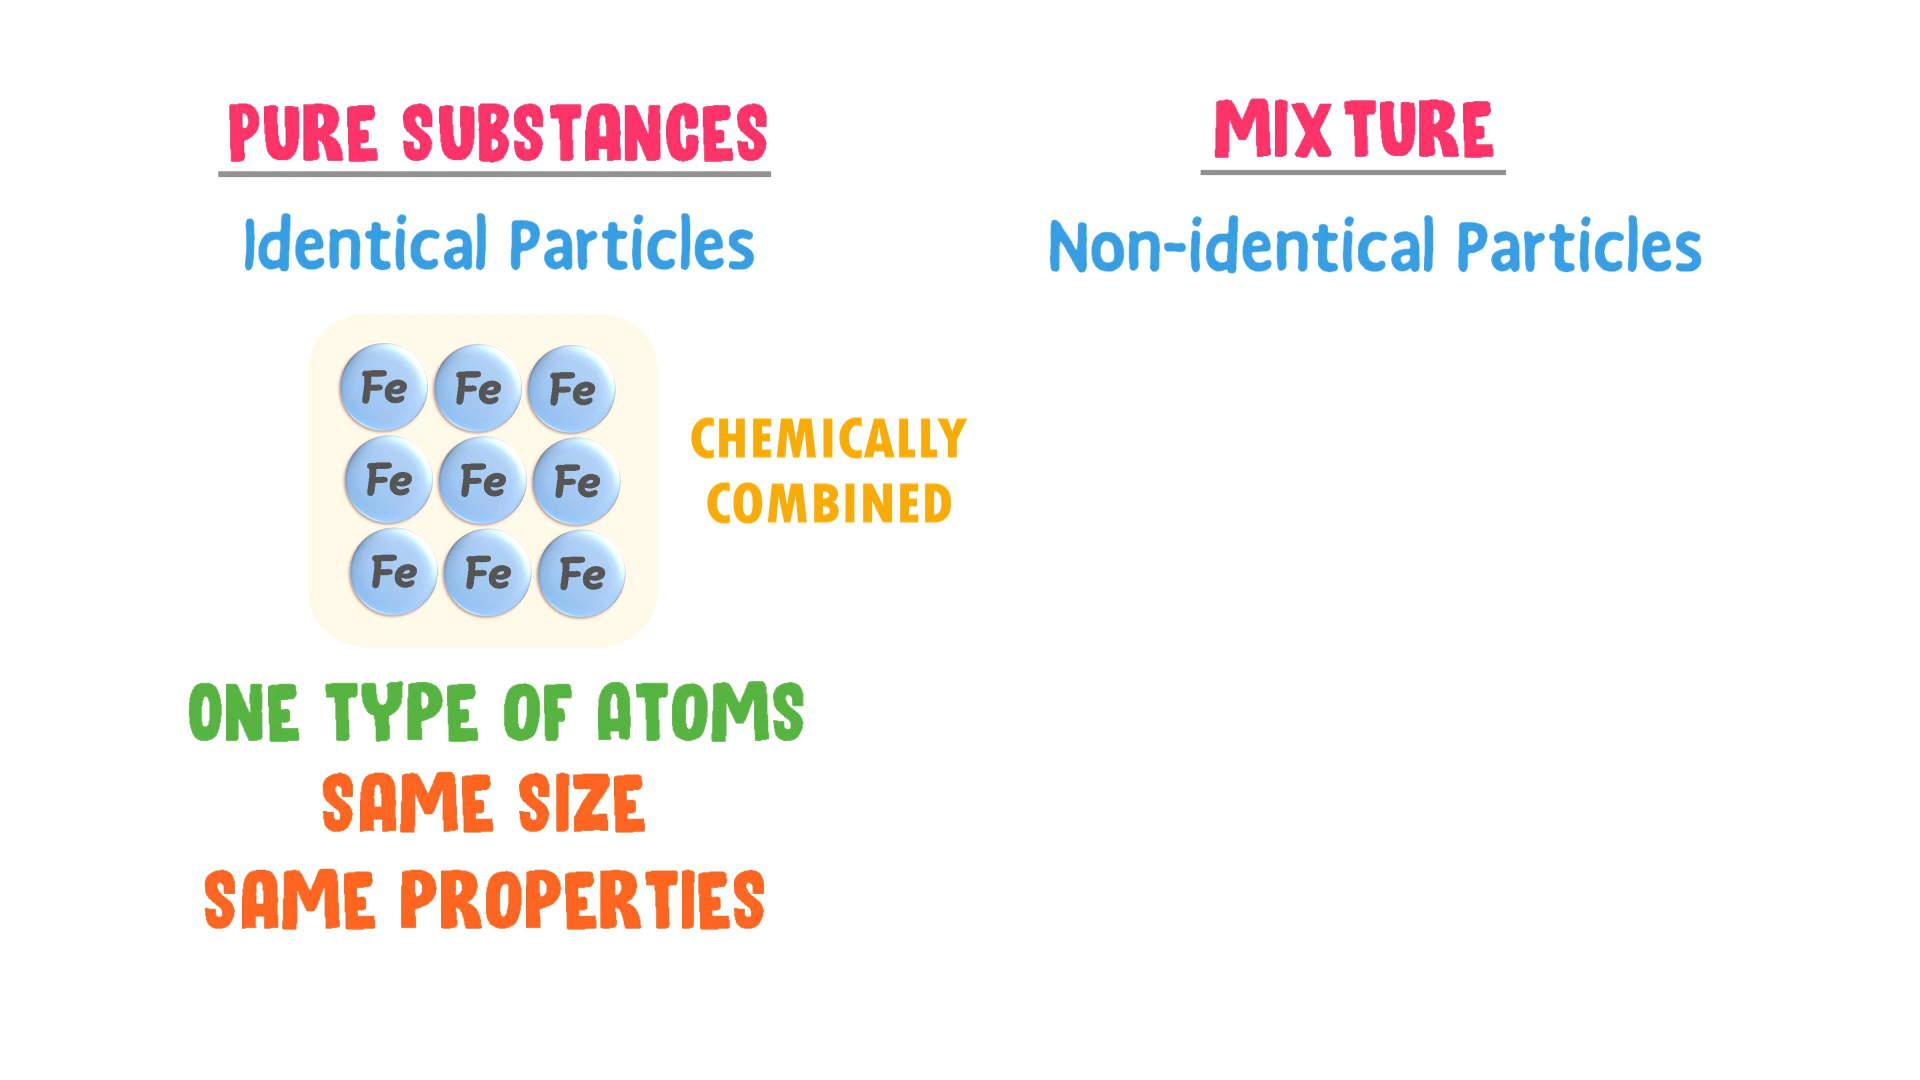 PURE SUBSTANCES
Identical Particles
Fe Fe Fe
Fe Fe Fe
Fe Fe Fe
CHEMICALLY
COMBINED
ONE TYPE OF ATOMS
SAME SIZE
SAME PROPERTIES
MIXTURE
Non-identical Particles